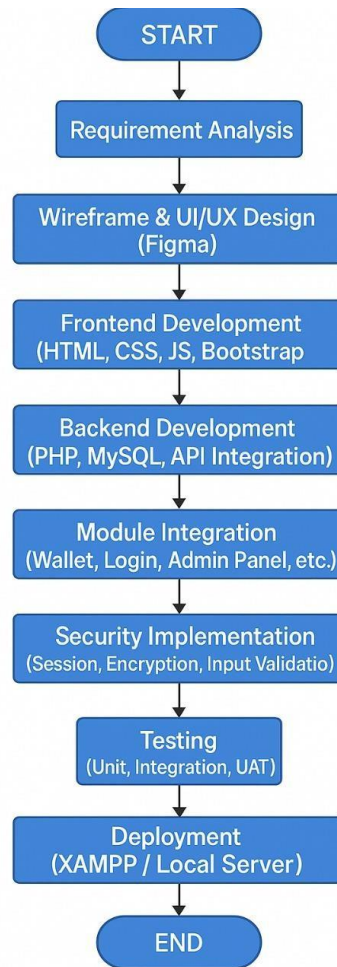 START
Requirement Analysis
Wireframe & UI/UX Design
(Figma)
Frontend Development
(HTML, CSS, JS, Bootstrap
Backend Development
(PHP, MySQL, API Integration)
Module Integration
(Wallet, Login, Admin Panel, etc.)
Security Implementation
(Session, Encryption, Input Validatio)
Testing
(Unit, Integration, UAT)
Deployment
(XAMPP / Local Server)
END